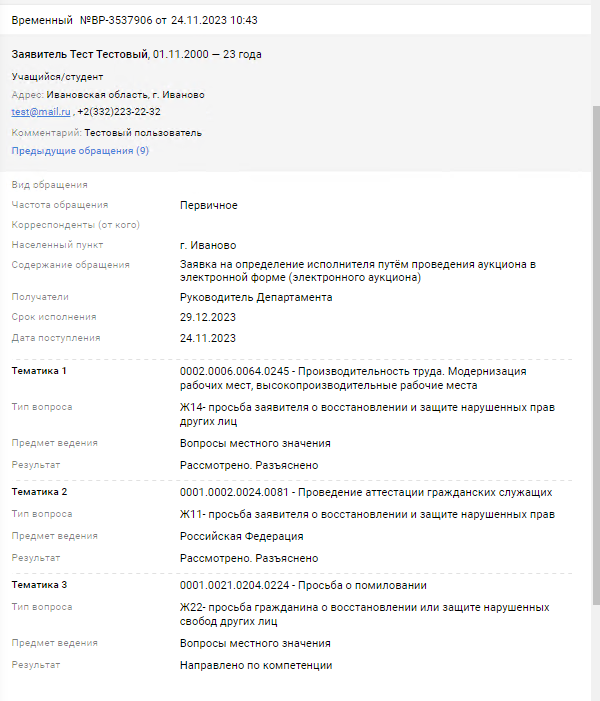 Временный №ВР-3537906 от 24.11.2023 10:43
Заявитель Тест Тестовый, 01.11.2000 — 23 года
Учащийся/студент
Адрес: Ивановская область, г. Иваново
test@mail.ru , +2(332)223-22-32
Комментарий: Тестовый пользователь
Предыдущие обращения (9)
Вид обращения
Частота обращения Первичное
Корреспонденты (от кого)
Населенный пункт г. Иваново
Содержание обращения Заявка на определение исполнителя путём проведения аукциона в
электронной форме (электронного аукциона)
Получатели Руководитель Департамента
Срок исполнения 29.12.2023
Дата поступления 24.11.2023
Тематика 1 0002.0006.0064.0245 - Производительность труда. Модернизация
рабочих мест, высокопроизводительные рабочие места
Тип вопроса Ж14- просьба заявителя о восстановлении и защите нарушенных прав
других лиц
Предмет ведения Вопросы местного значения
Результат Рассмотрено. Разъяснено
Тематика 2 0001.0002.0024.0081 - Проведение аттестации гражданских служащих
Тип вопроса Ж11- просьба заявителя о восстановлении и защите нарушенных прав
Предмет ведения Российская Федерация
Результат Рассмотрено. Разъяснено
Тематика 3 0001.0021.0204.0224 - Просьба о помиловании
Тип вопроса Ж22- просьба гражданина о восстановлении или защите нарушенных
свобод других лиц
Предмет ведения Вопросы местного значения
Результат Направлено по компетенции